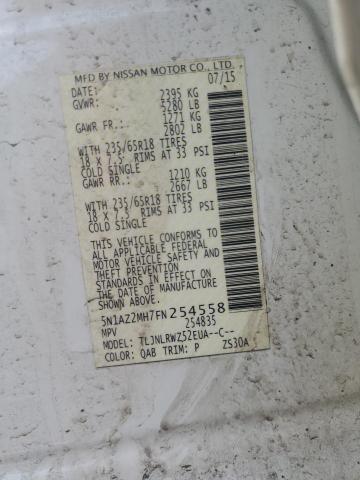 MFD BY NISSAN MOTOR CO., LTD.
DATE: 07/15
GVWR: 2395 KG
5280 LB
GAWR FR.: 1271 KG
2802 LB
WITH 235/65R18 TIRES
18 X 7.5 RIMS AT 33 PSI
COLD SINGLE
GAWR RR.: 1210 KG
2667 LB
WITH 235/65R18 TIRES
18 X 7.5 RIMS AT 33 PSI
COLD SINGLE
THIS VEHICLE CONFORMS TO
ALL APPLICABLE FEDERAL
MOTOR VEHICLE SAFETY AND
THEFT PREVENTION
STANDARDS IN EFFECT ON
THE DATE OF MANUFACTURE
SHOWN ABOVE.
5N1AZ2MH7FN254558
MPV 254835
MODEL: TLJNLRWZ52EUA--C--
COLOR: QAB TRIM: P ZS30A